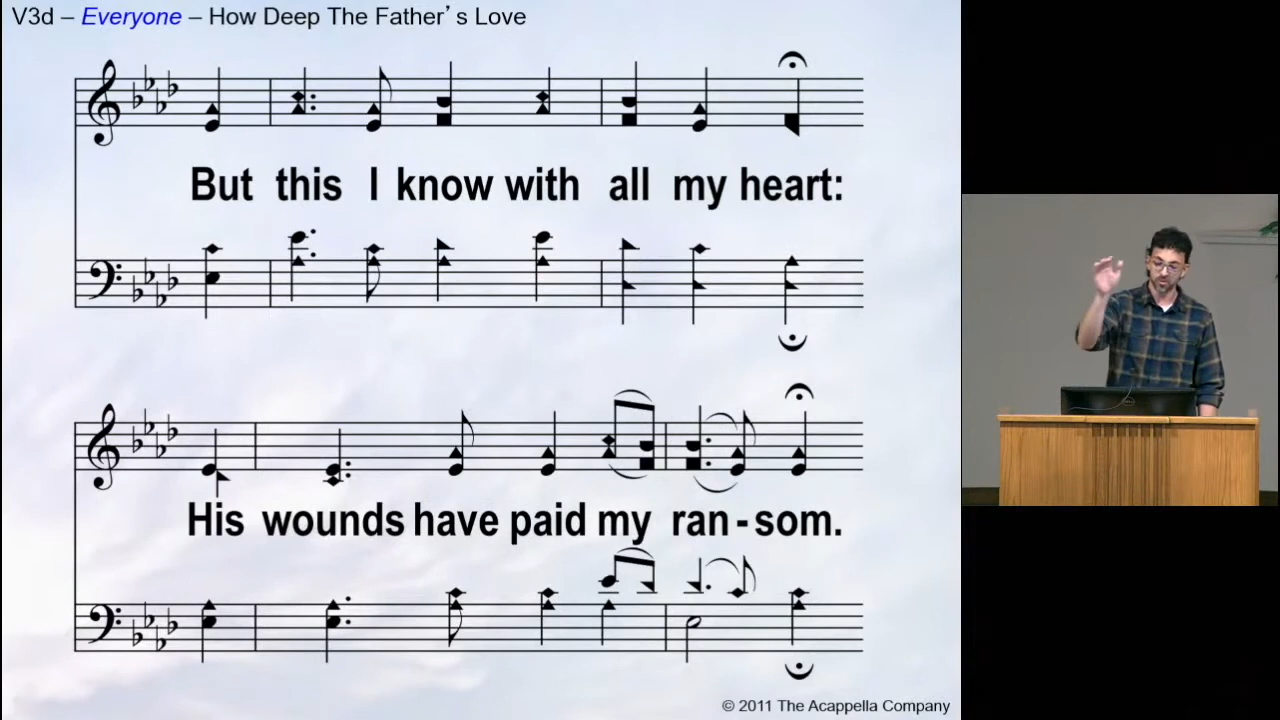 V3d – Everyone – How Deep The Father's Love
But this I know with all my heart:
His wounds have paid my ran-som.
© 2011 The Acappella Company